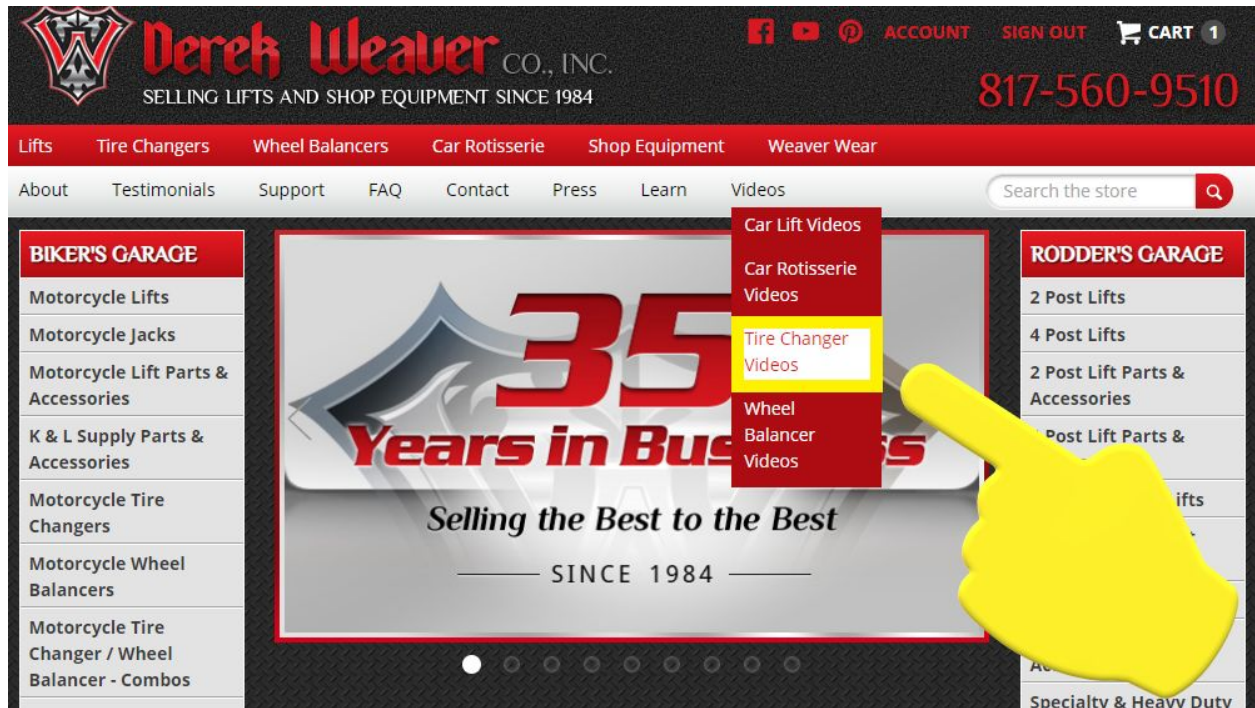 Derek Weaver CO., INC.
SELLING LIFTS AND SHOP EQUIPMENT SINCE 1984
ACCOUNT SIGN OUT CART 1
817-560-9510
Lifts Tire Changers Wheel Balancers Car Rotisserie Shop Equipment Weaver Wear
About Testimonials Support FAQ Contact Press Learn Videos
Search the store
Car Lift Videos
Car Rotisserie
Videos
Tire Changer
Videos
Wheel
Balancer
Videos
BIKER'S GARAGE
Motorcycle Lifts
Motorcycle Jacks
Motorcycle Lift Parts &
Accessories
K & L Supply Parts &
Accessories
Motorcycle Tire
Changers
Motorcycle Wheel
Balancers
Motorcycle Tire
Changer / Wheel
Balancer - Combos
35
Years in Bus ss
Selling the Best to the Best
SINCE 1984
RODDER'S GARAGE
2 Post Lifts
4 Post Lifts
2 Post Lift Parts &
Accessories
Post Lift Parts &
ifts
Specialty & Heavy Duty